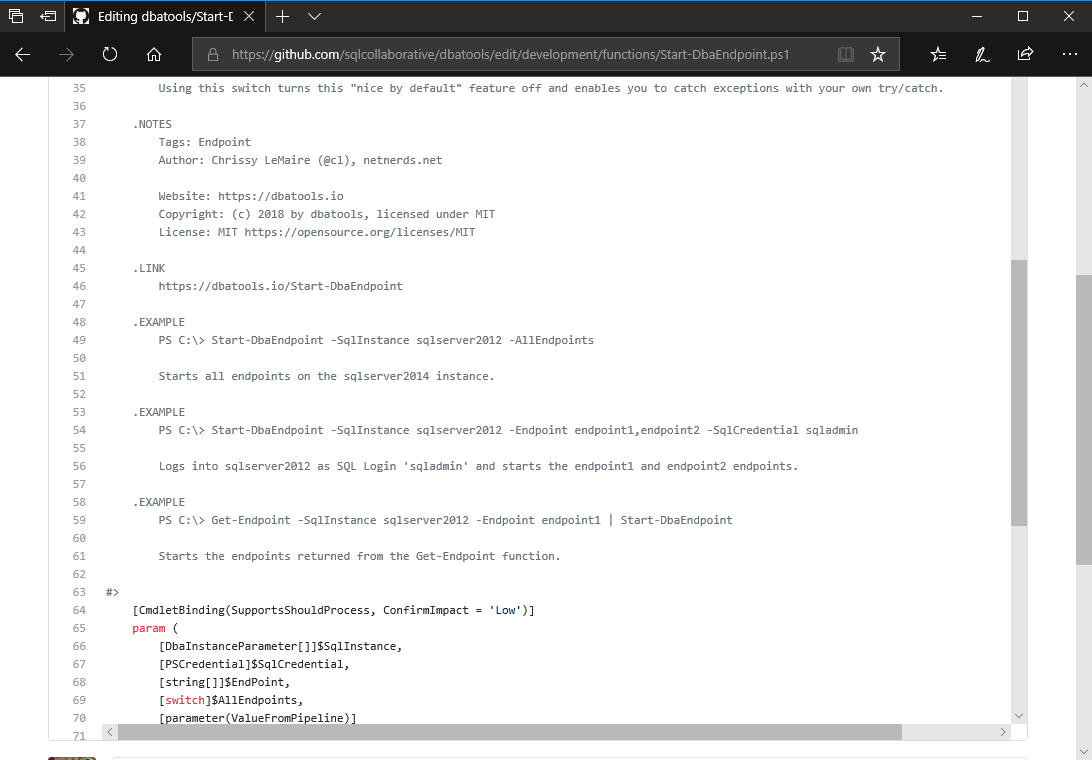 Editing dbatools/Start-D
https://github.com/sqlcollaborative/dbatools/edit/development/functions/Start-DbaEndpoint.ps1
35 Using this switch turns this "nice by default" feature off and enables you to catch exceptions with your own try/catch.
36
37 .NOTES
38 Tags: Endpoint
39 Author: Chrissy LeMaire (@cl), netnerds.net
40
41 Website: https://dbatools.io
42 Copyright: (c) 2018 by dbatools, licensed under MIT
43 License: MIT https://opensource.org/licenses/MIT
44
45 .LINK
46 https://dbatools.io/Start-DbaEndpoint
47
48 .EXAMPLE
49 PS C:\> Start-DbaEndpoint -SqlInstance sqlserver2012 -AllEndpoints
50
51 Starts all endpoints on the sqlserver2014 instance.
52
53 .EXAMPLE
54 PS C:\> Start-DbaEndpoint -SqlInstance sqlserver2012 -Endpoint endpoint1,endpoint2 -SqlCredential sqladmin
55
56 Logs into sqlserver2012 as SQL Login 'sqladmin' and starts the endpoint1 and endpoint2 endpoints.
57
58 .EXAMPLE
59 PS C:\> Get-Endpoint -SqlInstance sqlserver2012 -Endpoint endpoint1 | Start-DbaEndpoint
60
61 Starts the endpoints returned from the Get-Endpoint function.
62
63 #>
64 [CmdletBinding(SupportsShouldProcess, ConfirmImpact = 'Low')]
65 param (
66 [DbaInstanceParameter[]]$SqlInstance,
67 [PSCredential]$SqlCredential,
68 [string[]]$EndPoint,
69 [switch]$AllEndpoints,
70 [parameter(ValueFromPipeline)]
71